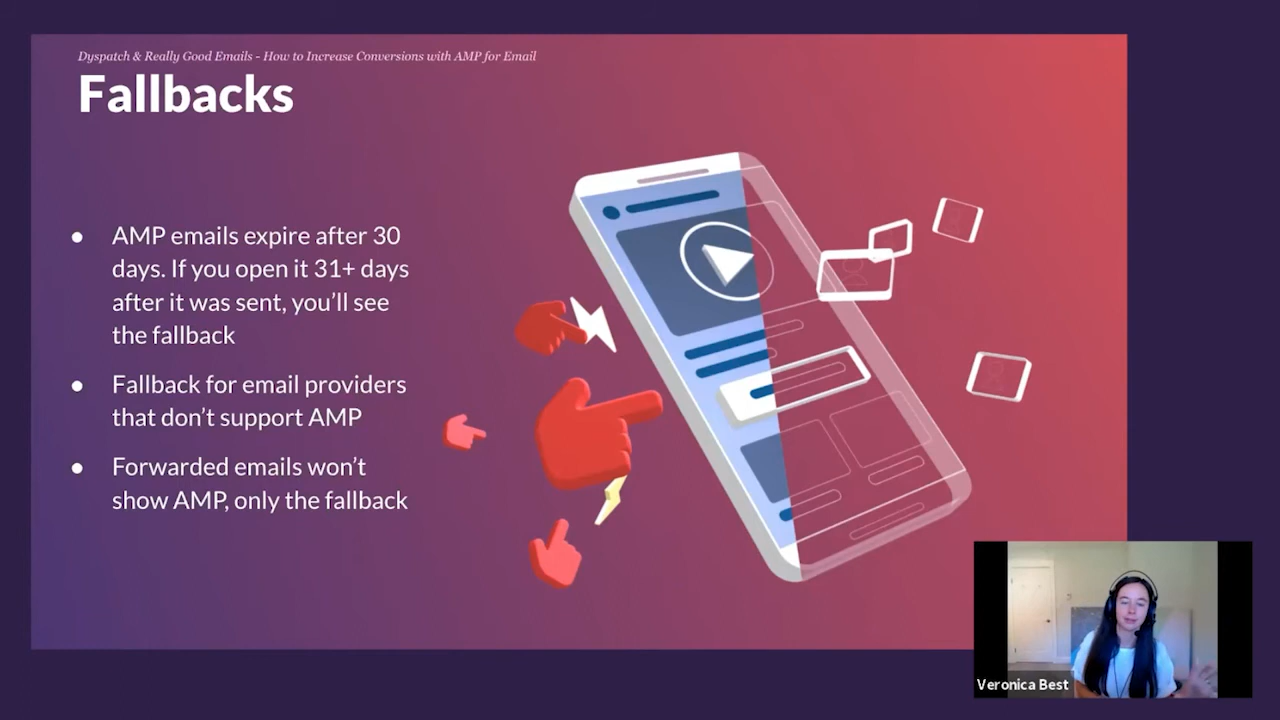 Dyspatch & Really Good Emails - How to Increase Conversions with AMP for Email
Fallbacks
● AMP emails expire after 30
days. If you open it 31+ days
after it was sent, you’ll see
the fallback
● Fallback for email providers
that don’t support AMP
● Forwarded emails won’t
show AMP, only the fallback
Veronica Best